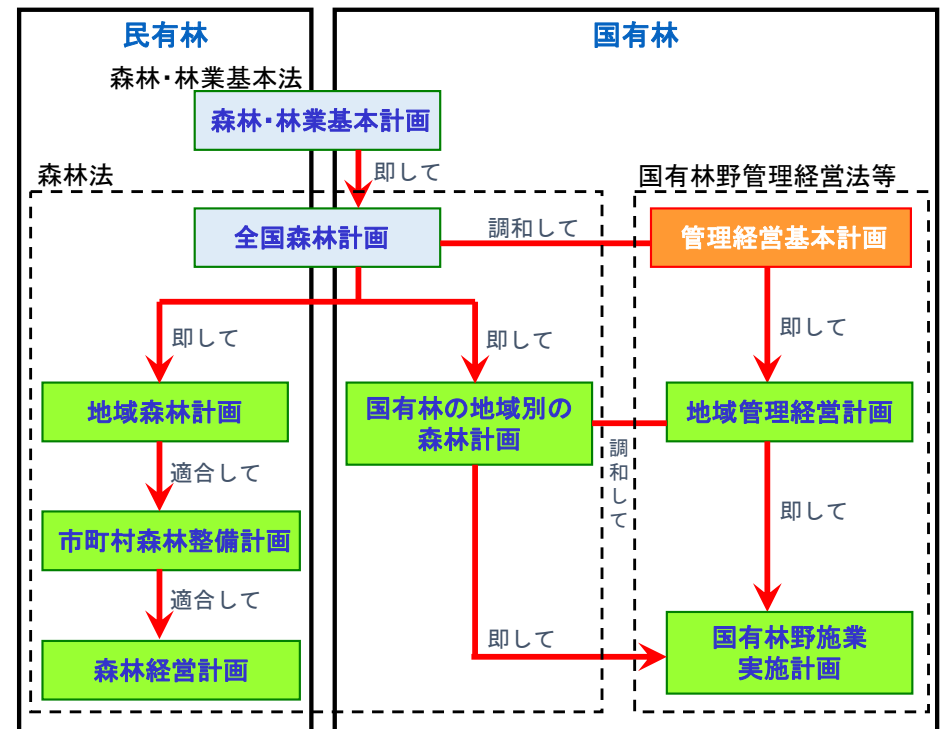 民有林
国有林
森林・林業基本法
森林・林業基本計画
即して
森林法
国有林野管理経営法等
全国森林計画
調和して
管理経営基本計画
即して
即して
即して
地域森林計画
国有林の地域別の
森林計画
地域管理経営計画
調和して
適合して
即して
市町村森林整備計画
適合して
即して
森林経営計画
国有林野施業
実施計画